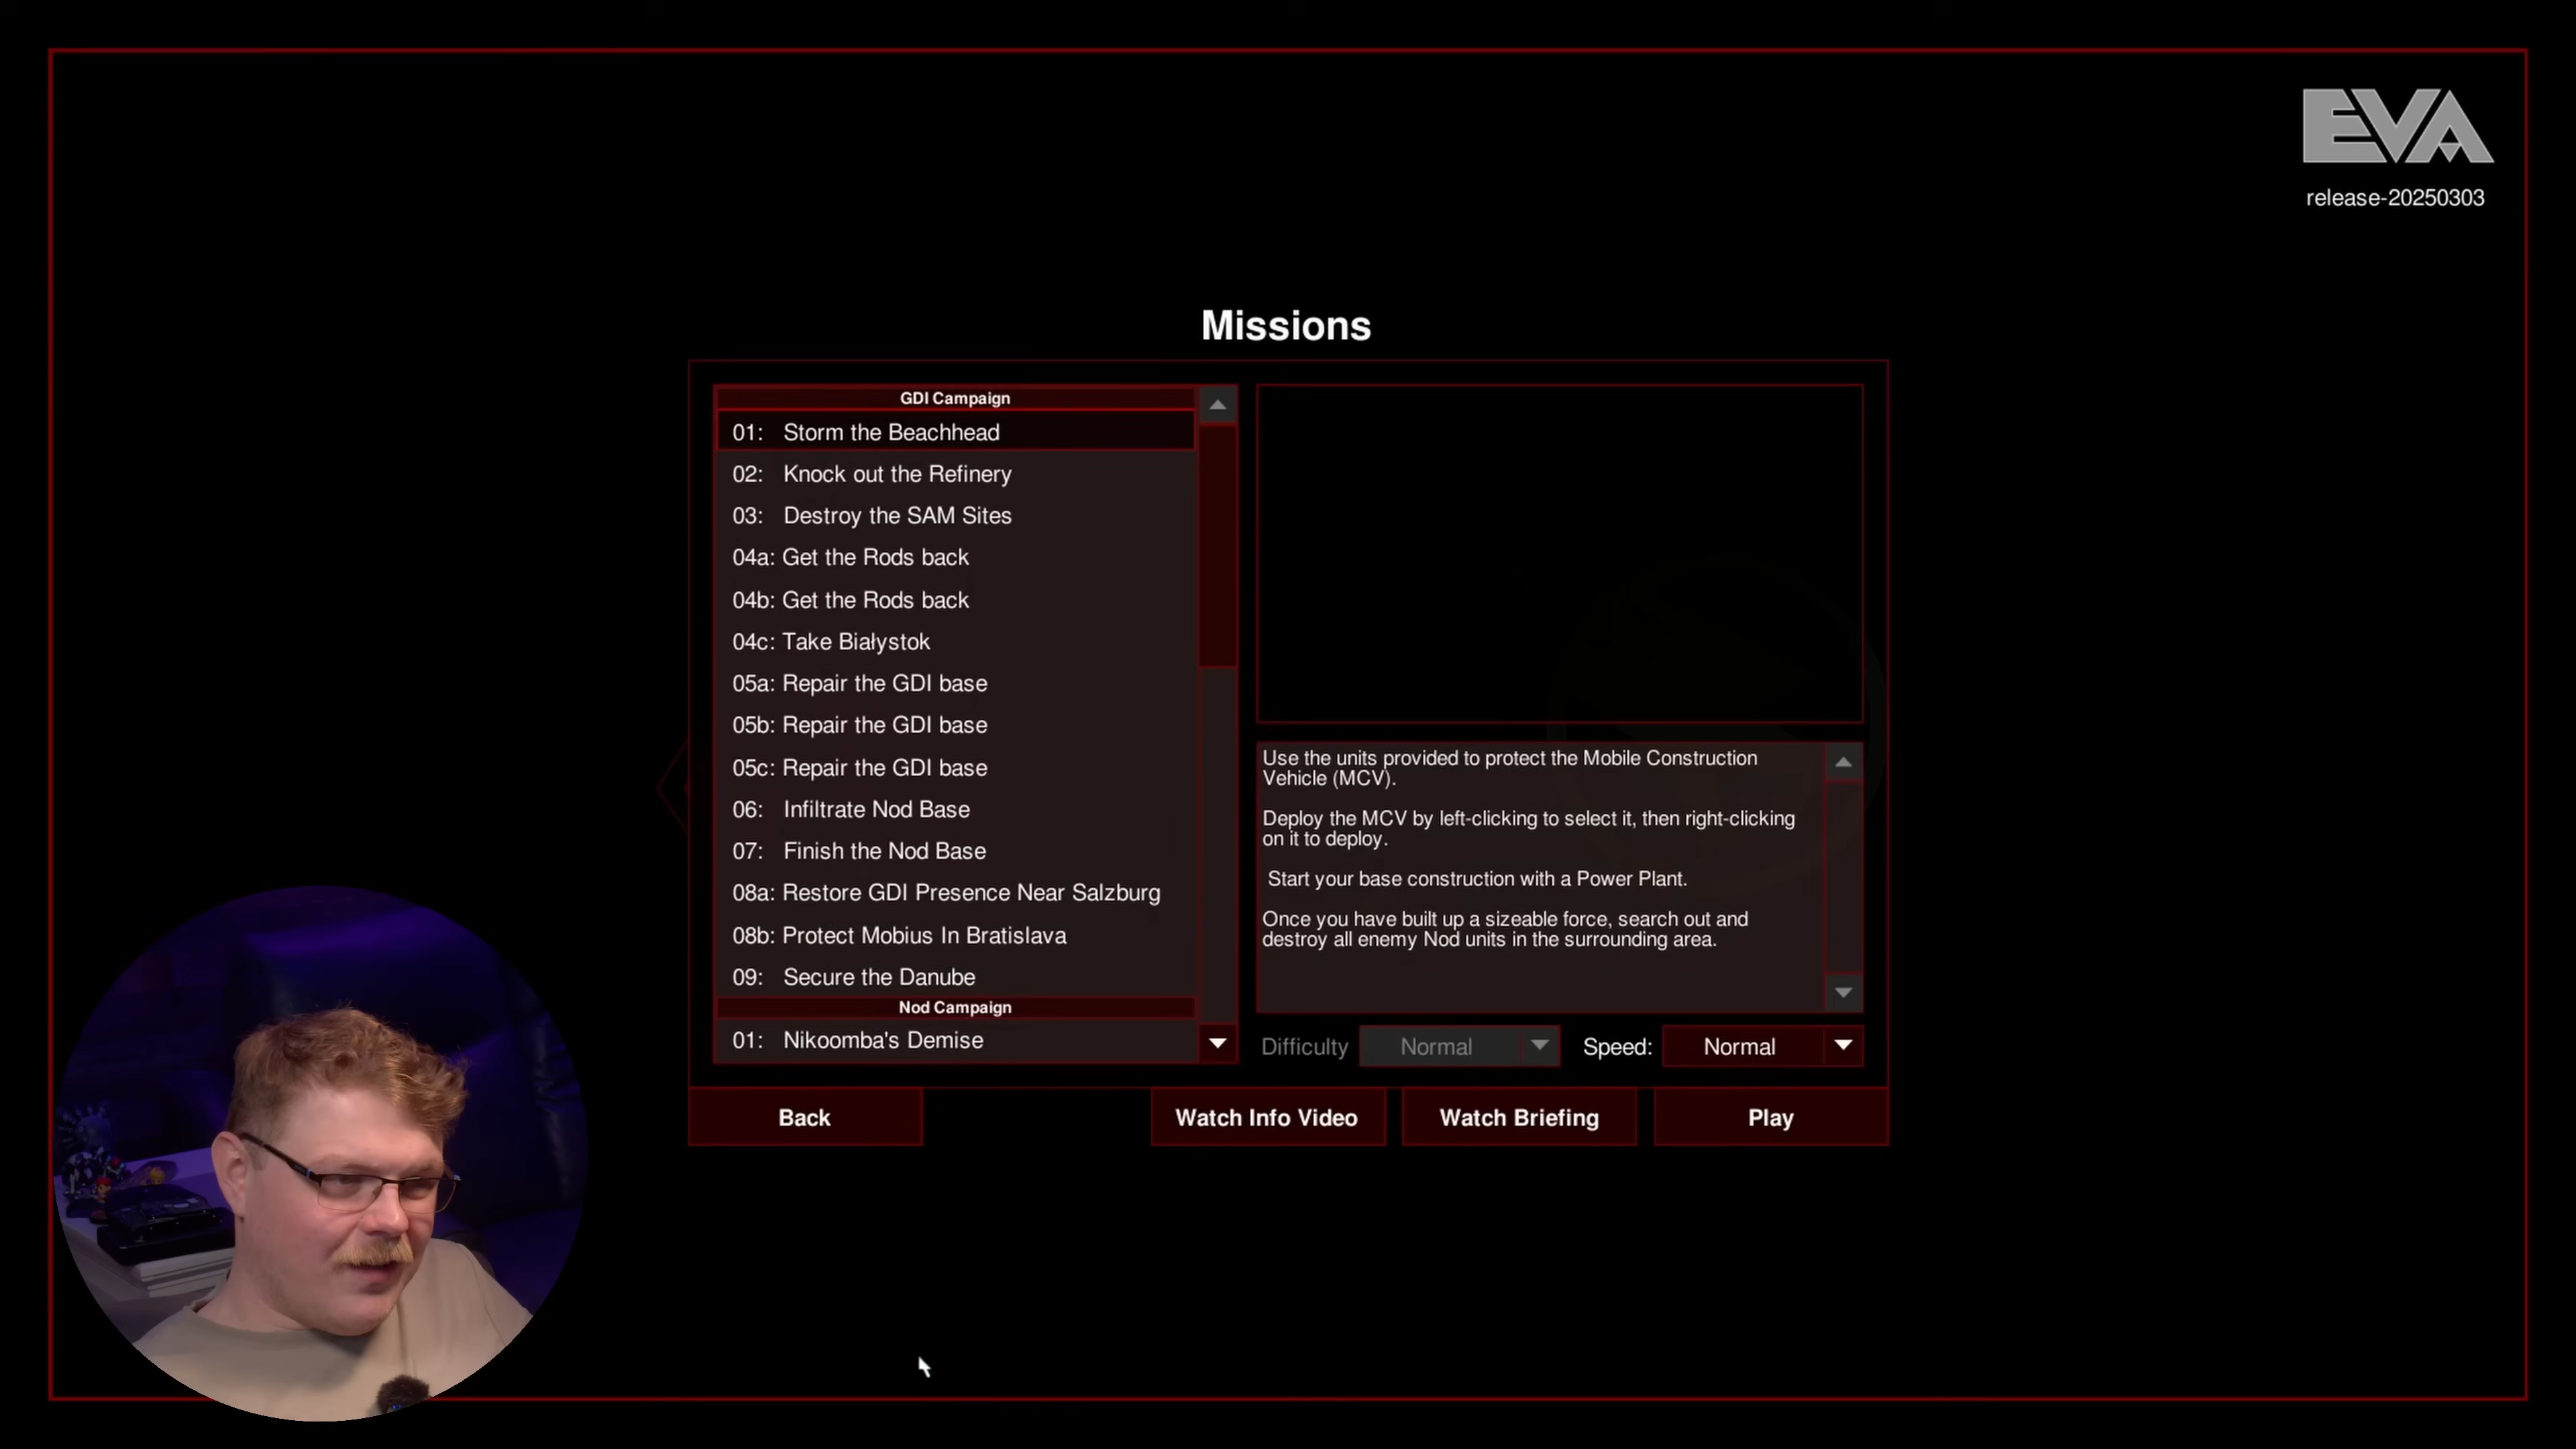 EVA
release-20250303
Missions
GDI Campaign
01: Storm the Beachhead
02: Knock out the Refinery
03: Destroy the SAM Sites
04a: Get the Rods back
04b: Get the Rods back
04c: Take Białystok
05a: Repair the GDI base
05b: Repair the GDI base
05c: Repair the GDI base
06: Infiltrate Nod Base
07: Finish the Nod Base
08a: Restore GDI Presence Near Salzburg
08b: Protect Mobius In Bratislava
09: Secure the Danube
Nod Campaign
01: Nikoomba's Demise
Use the units provided to protect the Mobile Construction
Vehicle (MCV).
Deploy the MCV by left-clicking to select it, then right-clicking
on it to deploy.
Start your base construction with a Power Plant.
Once you have built up a sizeable force, search out and
destroy all enemy Nod units in the surrounding area.
Difficulty Normal Speed: Normal
Back Watch Info Video Watch Briefing Play